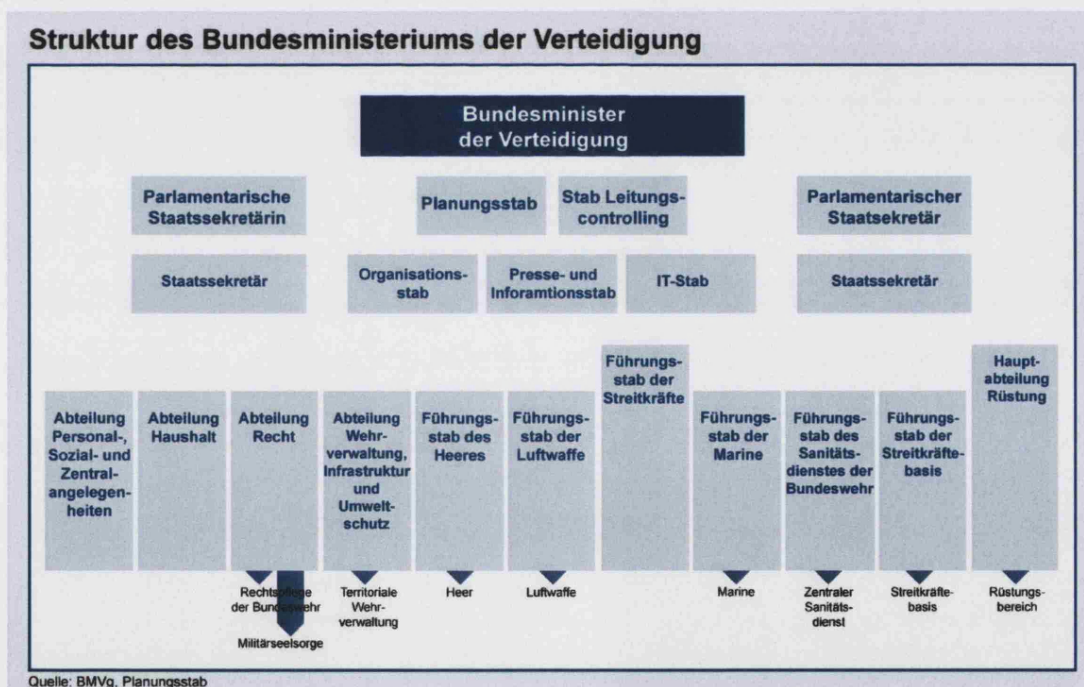 Struktur des Bundesministeriums der Verteidigung
Bundesminister
der Verteidigung
Parlamentarische
Staatssekretärin
Planungsstab
Stab Leitungs-
controlling
Parlamentarischer
Staatsekretär
Staatssekretär
Organisations-
stab
Presse- und
Inforamtionsstab
IT-Stab
Staatssekretär
Abteilung
Personal-,
Sozial- und
Zentral-
angelegen-
heiten
Abteilung
Haushalt
Abteilung
Recht
Abteilung
Wehr-
verwaltung,
Infrastruktur
und
Umwelt-
schutz
Führungs-
stab des
Heeres
Führungs-
stab der
Luftwaffe
Führungs-
stab der
Streitkräfte
Führungs-
stab der
Marine
Führungs-
stab des
Sanitäts-
dienstes der
Bundeswehr
Führungs-
stab der
Streitkräfte-
basis
Haupt-
abteilung
Rüstung
Rechtspflege
der Bundeswehr
Militärseelsorge
Territoriale
Wehr-
verwaltung
Heer
Luftwaffe
Marine
Zentraler
Sanitäts-
dienst
Streitkräfte-
basis
Rüstungs-
bereich
Quelle: BMVg, Planungsstab